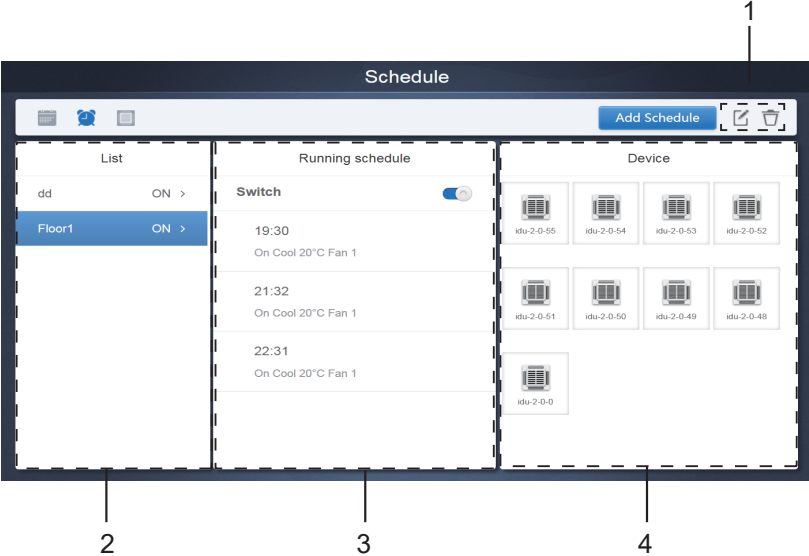 1
Schedule
Add Schedule
List
dd ON >
Floor1 ON >
Running schedule
Switch
19:30
On Cool 20°C Fan 1
21:32
On Cool 20°C Fan 1
22:31
On Cool 20°C Fan 1
Device
idu-2-0-55 idu-2-0-54 idu-2-0-53 idu-2-0-52
idu-2-0-51 idu-2-0-50 idu-2-0-49 idu-2-0-48
idu-2-0-0
2 3 4